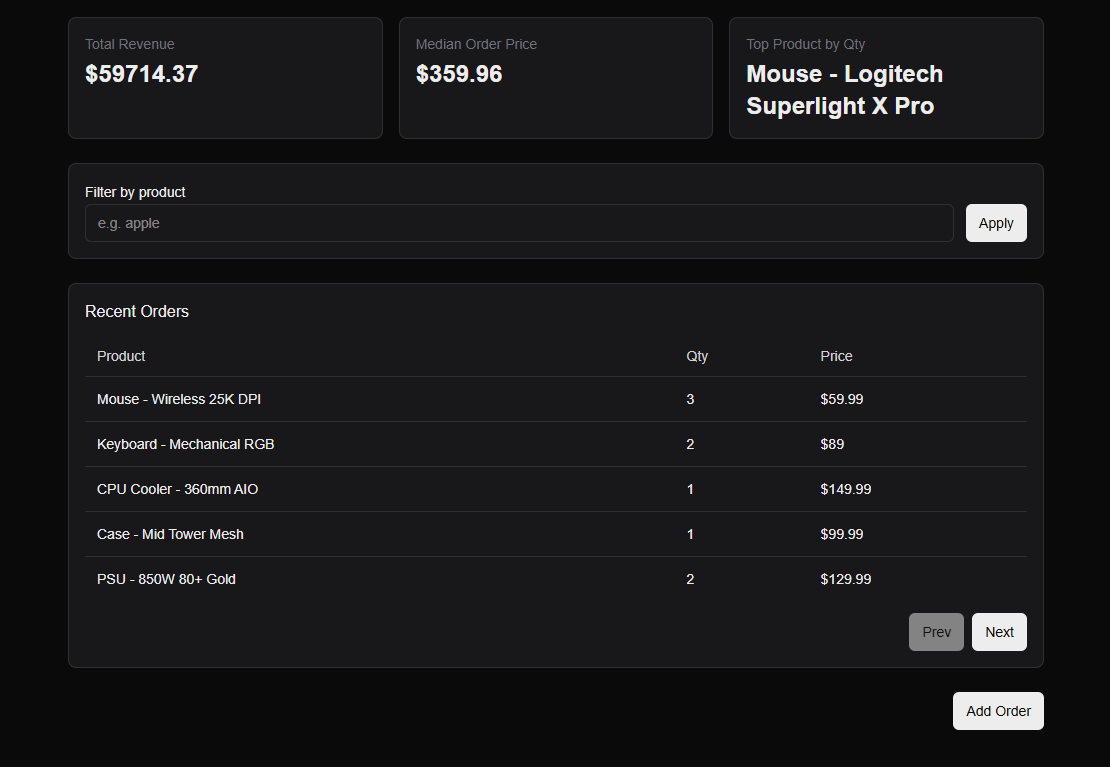 Total Revenue
$59714.37
Median Order Price
$359.96
Top Product by Qty
Mouse - Logitech
Superlight X Pro
Filter by product
e.g. apple
Apply
Recent Orders
Product Qty Price
Mouse - Wireless 25K DPI 3 $59.99
Keyboard - Mechanical RGB 2 $89
CPU Cooler - 360mm AIO 1 $149.99
Case - Mid Tower Mesh 1 $99.99
PSU - 850W 80+ Gold 2 $129.99
Prev Next
Add Order